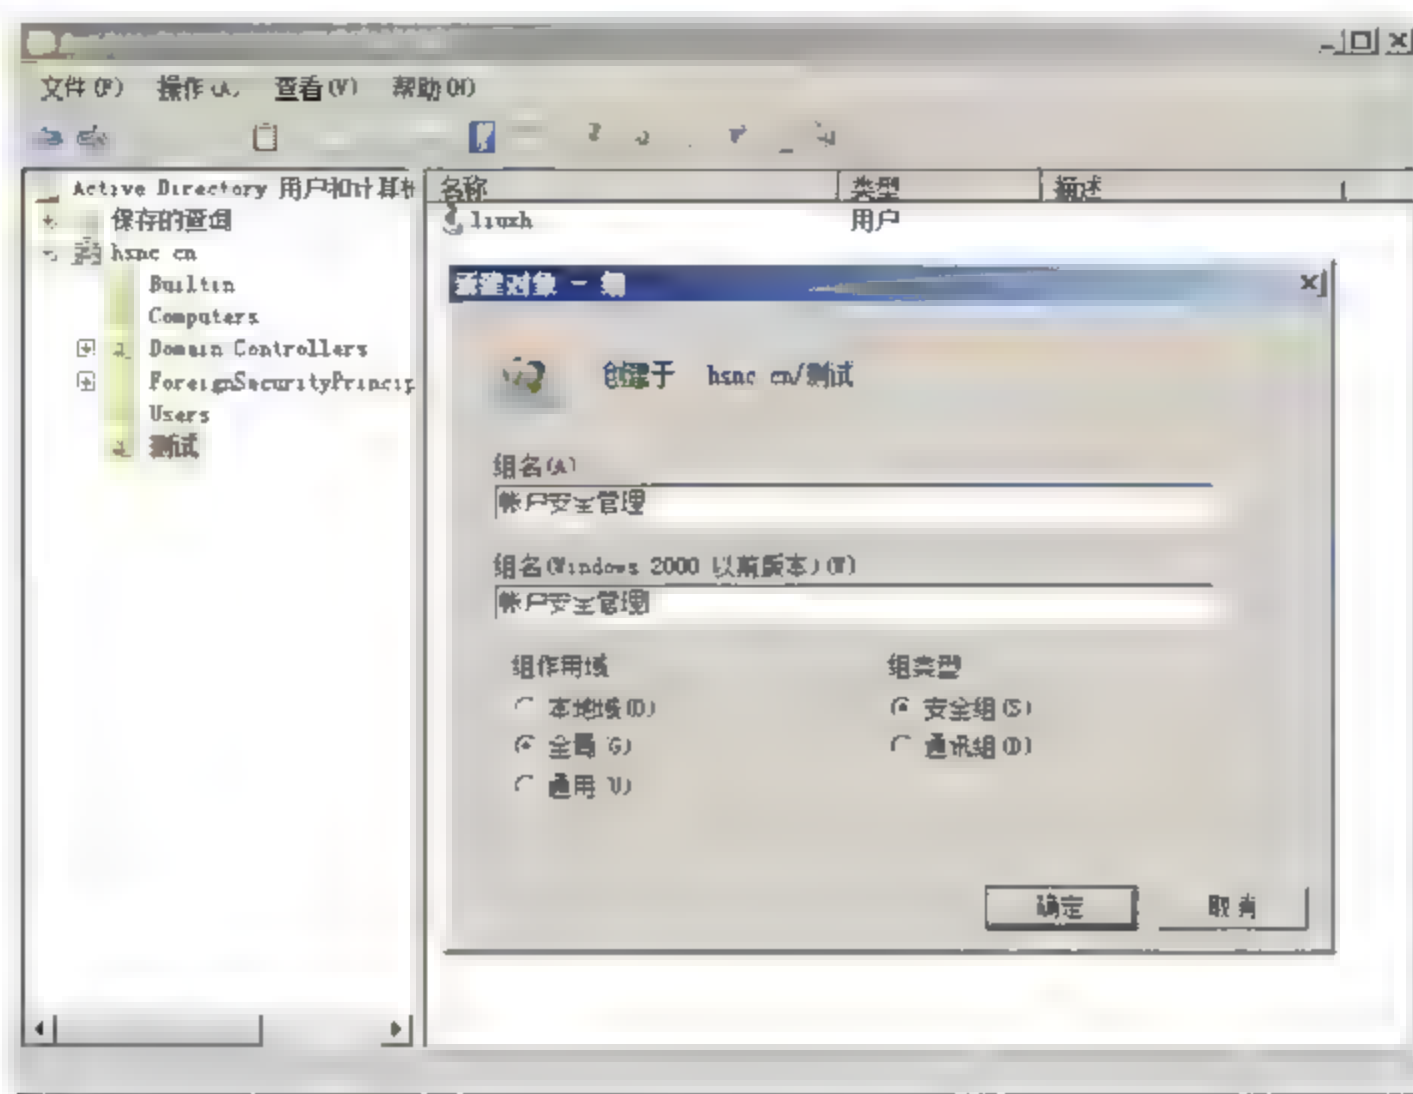 文件(F) 操作(A) 查看(V) 帮助(H)
Active Directory 用户和计算机
保存的查询
hsnc cn
Builtin
Computers
Domain Controllers
ForeignSecurityPrincip
Users
测试
名称 类型 描述
liuxh 用户
新建对象 - 组
创建于 hsnc cn/测试
组名(A)
帐户安全管理
组名(Windows 2000 以前版本)(W)
帐户安全管理
组作用域 组类型
本地域(O) 安全组(S)
全局(G) 通讯组(D)
通用(U)
确定 取消